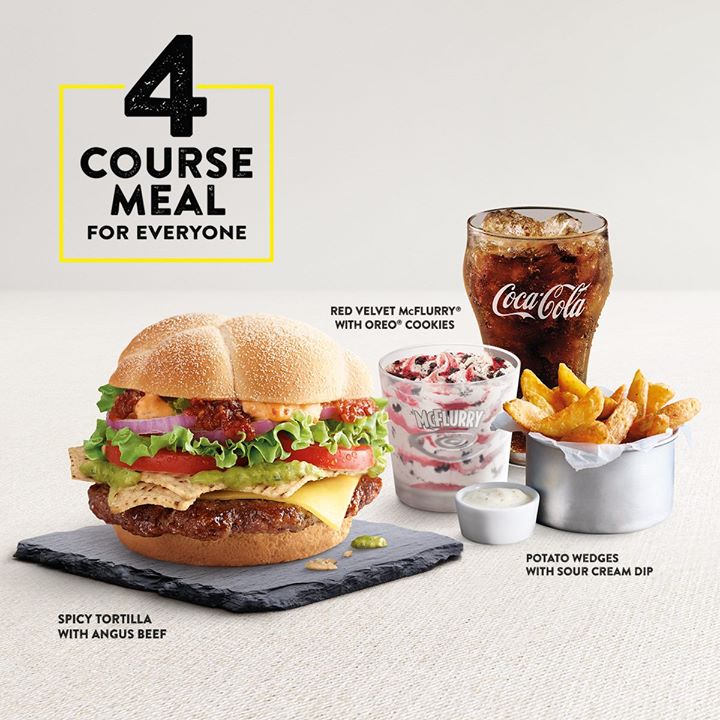 4
COURSE
MEAL
FOR EVERYONE
RED VELVET McFLURRY®
WITH OREO® COOKIES
Coca-Cola
McFLURRY
POTATO WEDGES
WITH SOUR CREAM DIP
SPICY TORTILLA
WITH ANGUS BEEF